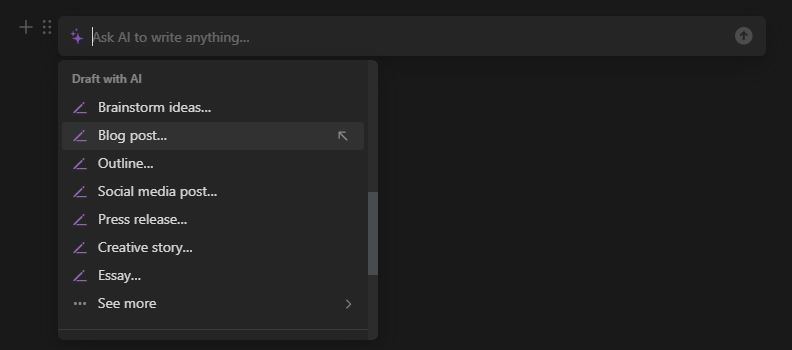 Ask AI to write anything...
Draft with AI
Brainstorm ideas...
Blog post...
Outline...
Social media post...
Press release...
Creative story...
Essay...
See more